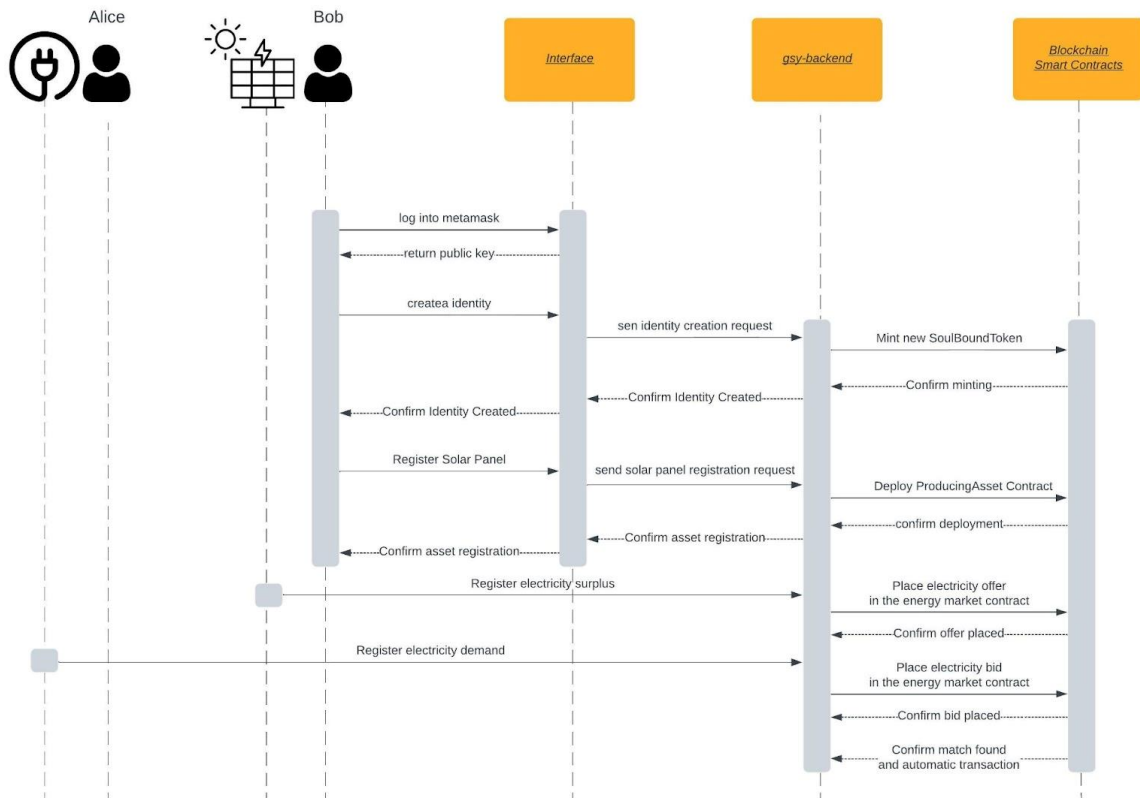 Alice
Bob
Interface
gsy-backend
Blockchain
Smart Contracts
log into metamask
return public key
createa identity
sen identity creation request
Mint new SoulBoundToken
Confirm minting
Confirm Identity Created
Confirm Identity Created
Register Solar Panel
send solar panel registration request
Deploy ProducingAsset Contract
confirm deployment
Confirm asset registration
Confirm asset registration
Register electricity surplus
Place electricity offer
in the energy market contract
Confirm offer placed
Register electricity demand
Place electricity bid
in the energy market contract
Confirm bid placed
Confirm match found
and automatic transaction